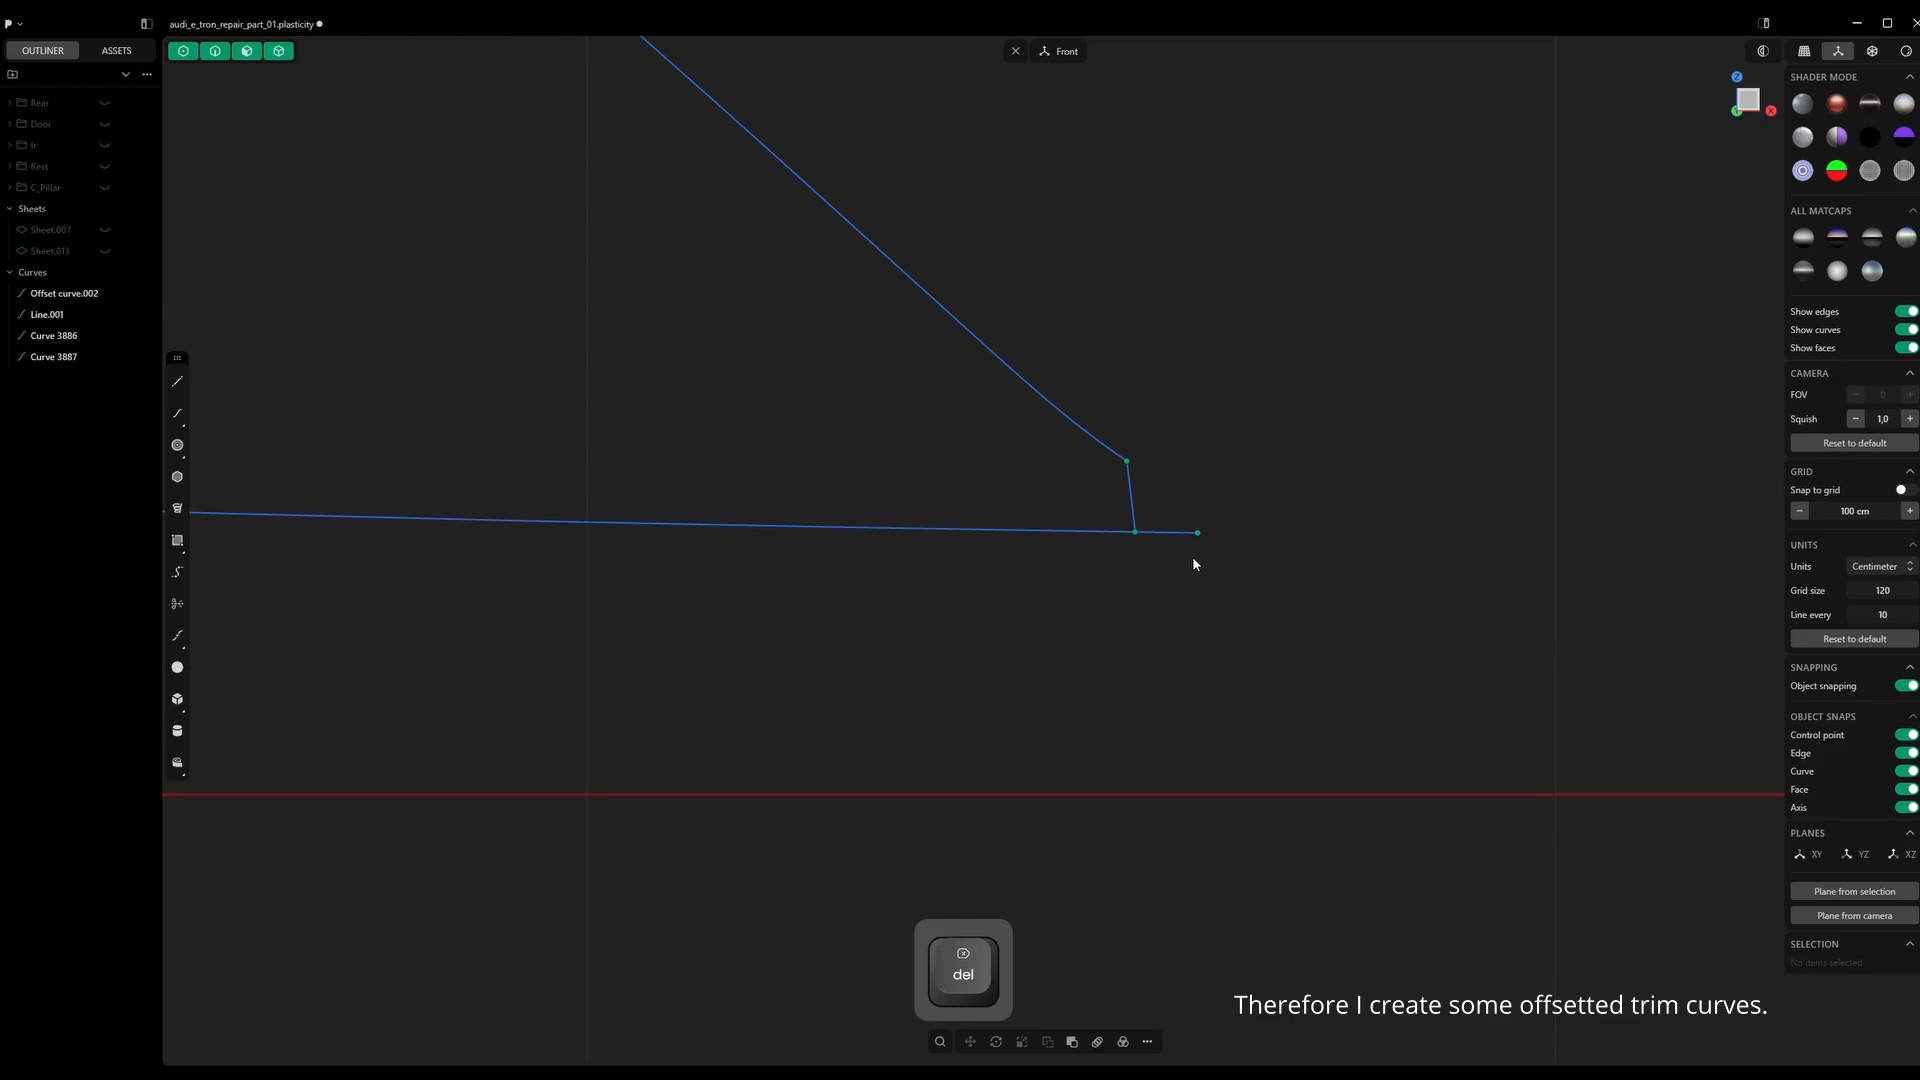 audi_e_tron_repair_part_01.plasticity
OUTLINER
ASSETS
Front
Rear
Door
Ir
Rest
C_Pillar
Sheets
Sheet.007
Sheet.013
Curves
Offset curve.002
Line.001
Curve 3886
Curve 3887
Z
Y
X
SHADER MODE
ALL MATCAPS
Show edges
Show curves
Show faces
CAMERA
FOV
0
Squish
1,0
Reset to default
GRID
Snap to grid
100 cm
UNITS
Units
Centimeter
Grid size
120
Line every
10
Reset to default
SNAPPING
Object snapping
OBJECT SNAPS
Control point
Edge
Curve
Face
Axis
PLANES
XY
YZ
XZ
Plane from selection
Plane from camera
SELECTION
No items selected
del
Therefore I create some offsetted trim curves.